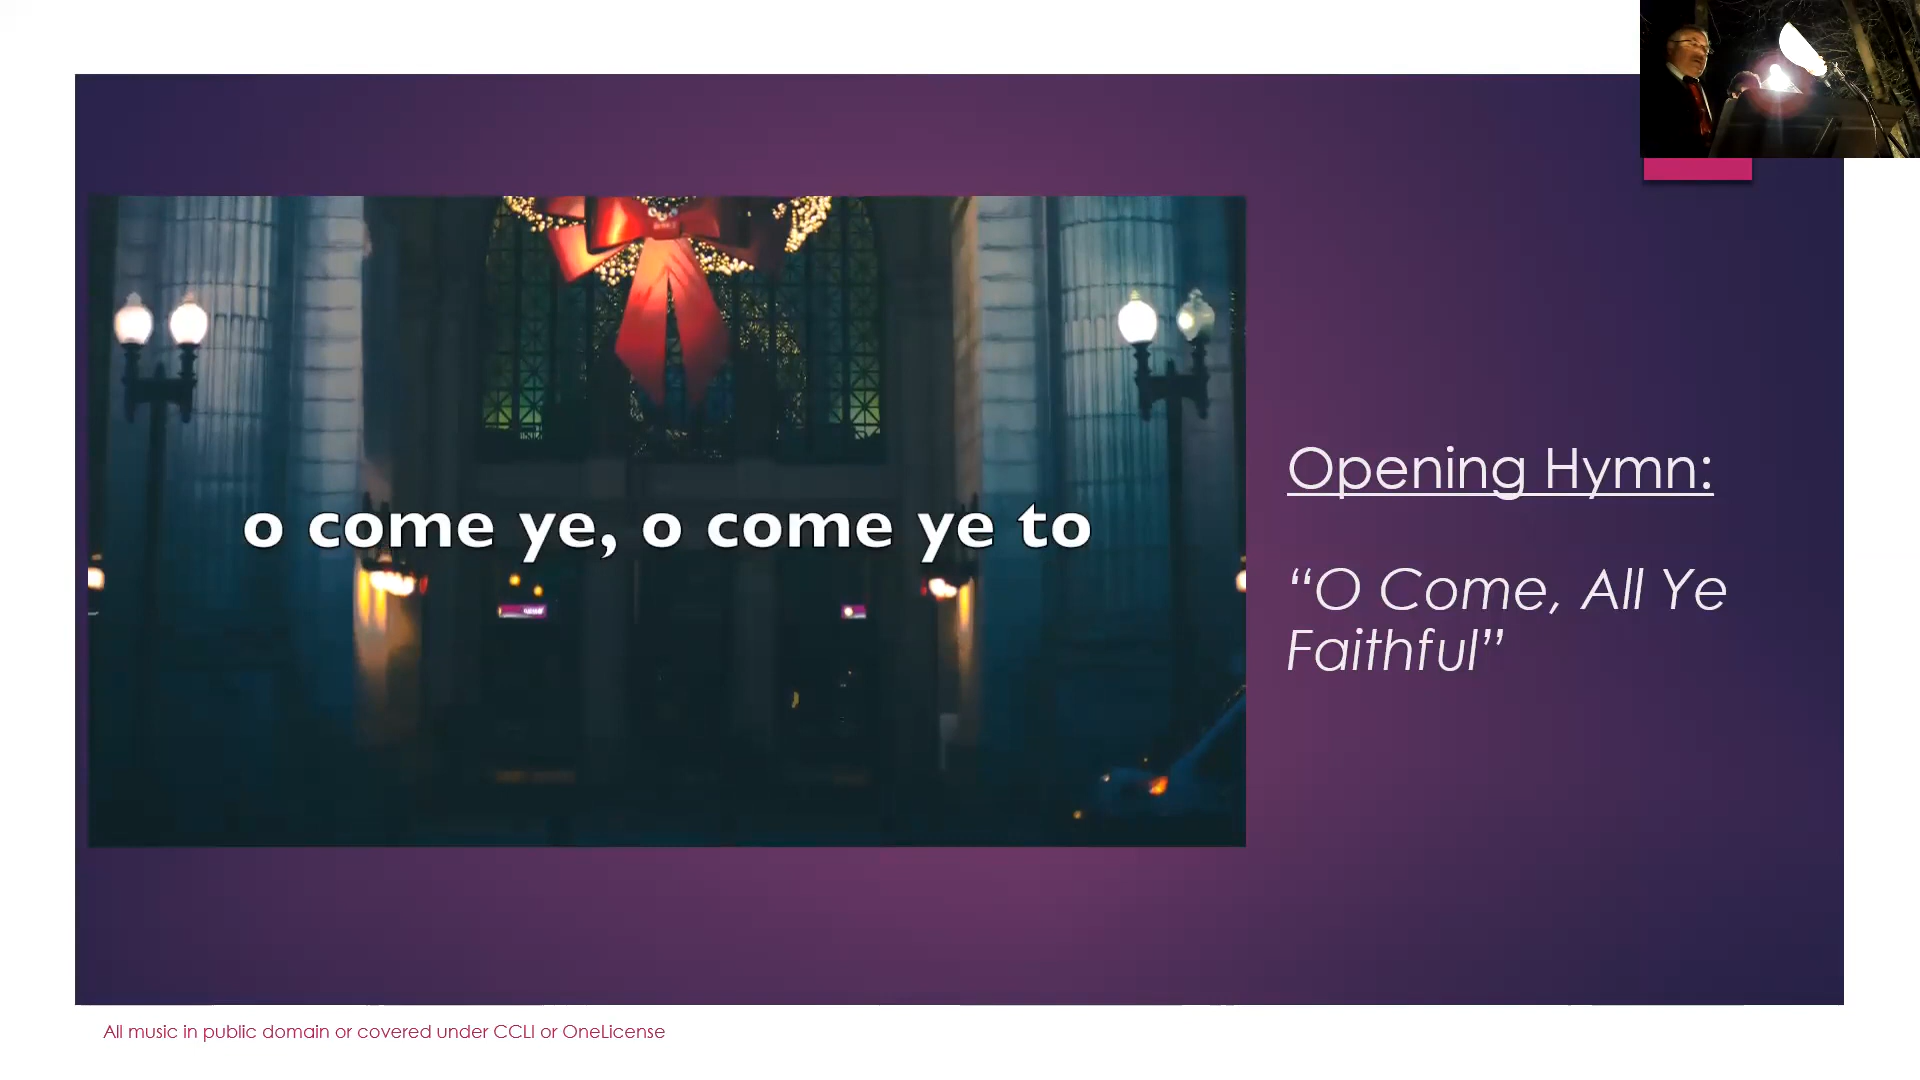 o come ye, o come ye to
Opening Hymn:
“O Come, All Ye
Faithful”
All music in public domain or covered under CCLI or OneLicense